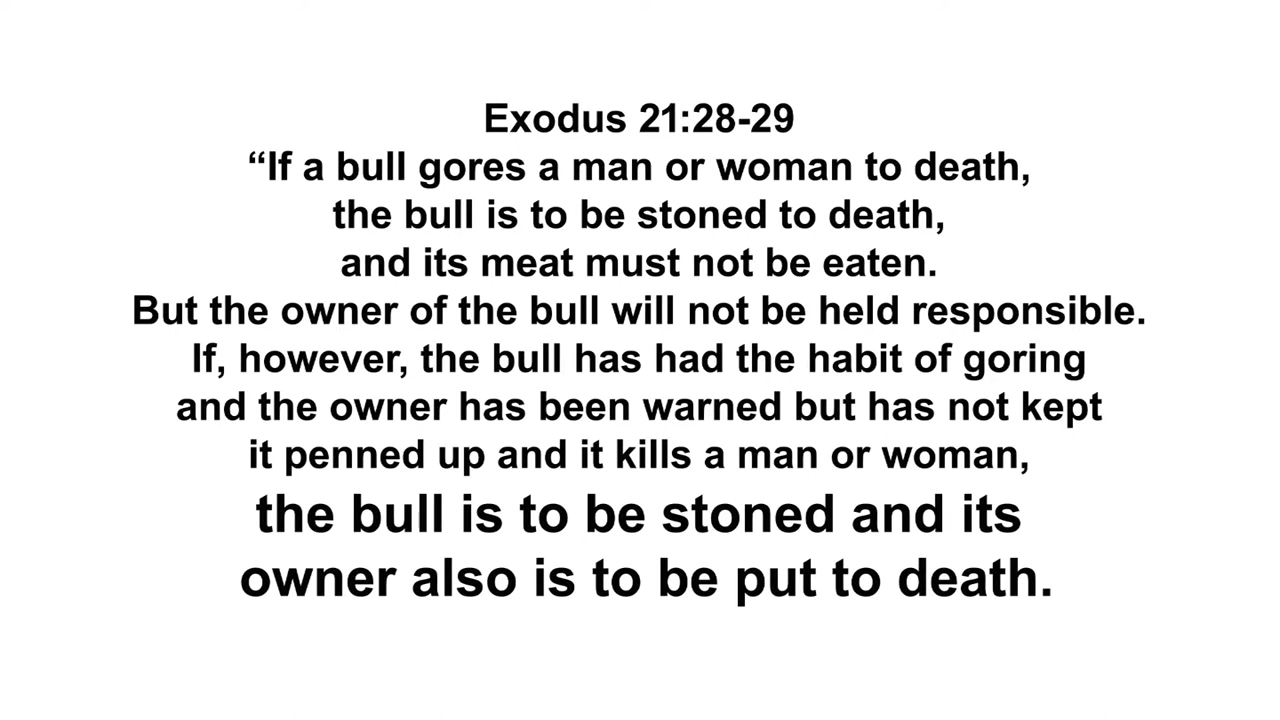 Exodus 21:28-29
“If a bull gores a man or woman to death,
the bull is to be stoned to death,
and its meat must not be eaten.
But the owner of the bull will not be held responsible.
If, however, the bull has had the habit of goring
and the owner has been warned but has not kept
it penned up and it kills a man or woman,
the bull is to be stoned and its
owner also is to be put to death.